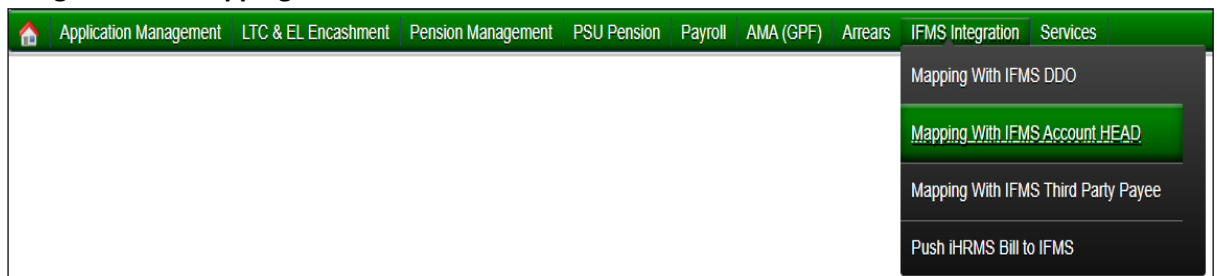 Application Management LTC & EL Encashment Pension Management PSU Pension Payroll AMA (GPF) Arrears IFMS Integration Services
Mapping With IFMS DDO
Mapping With IFMS Account HEAD
Mapping With IFMS Third Party Payee
Push iHRMS Bill to IFMS